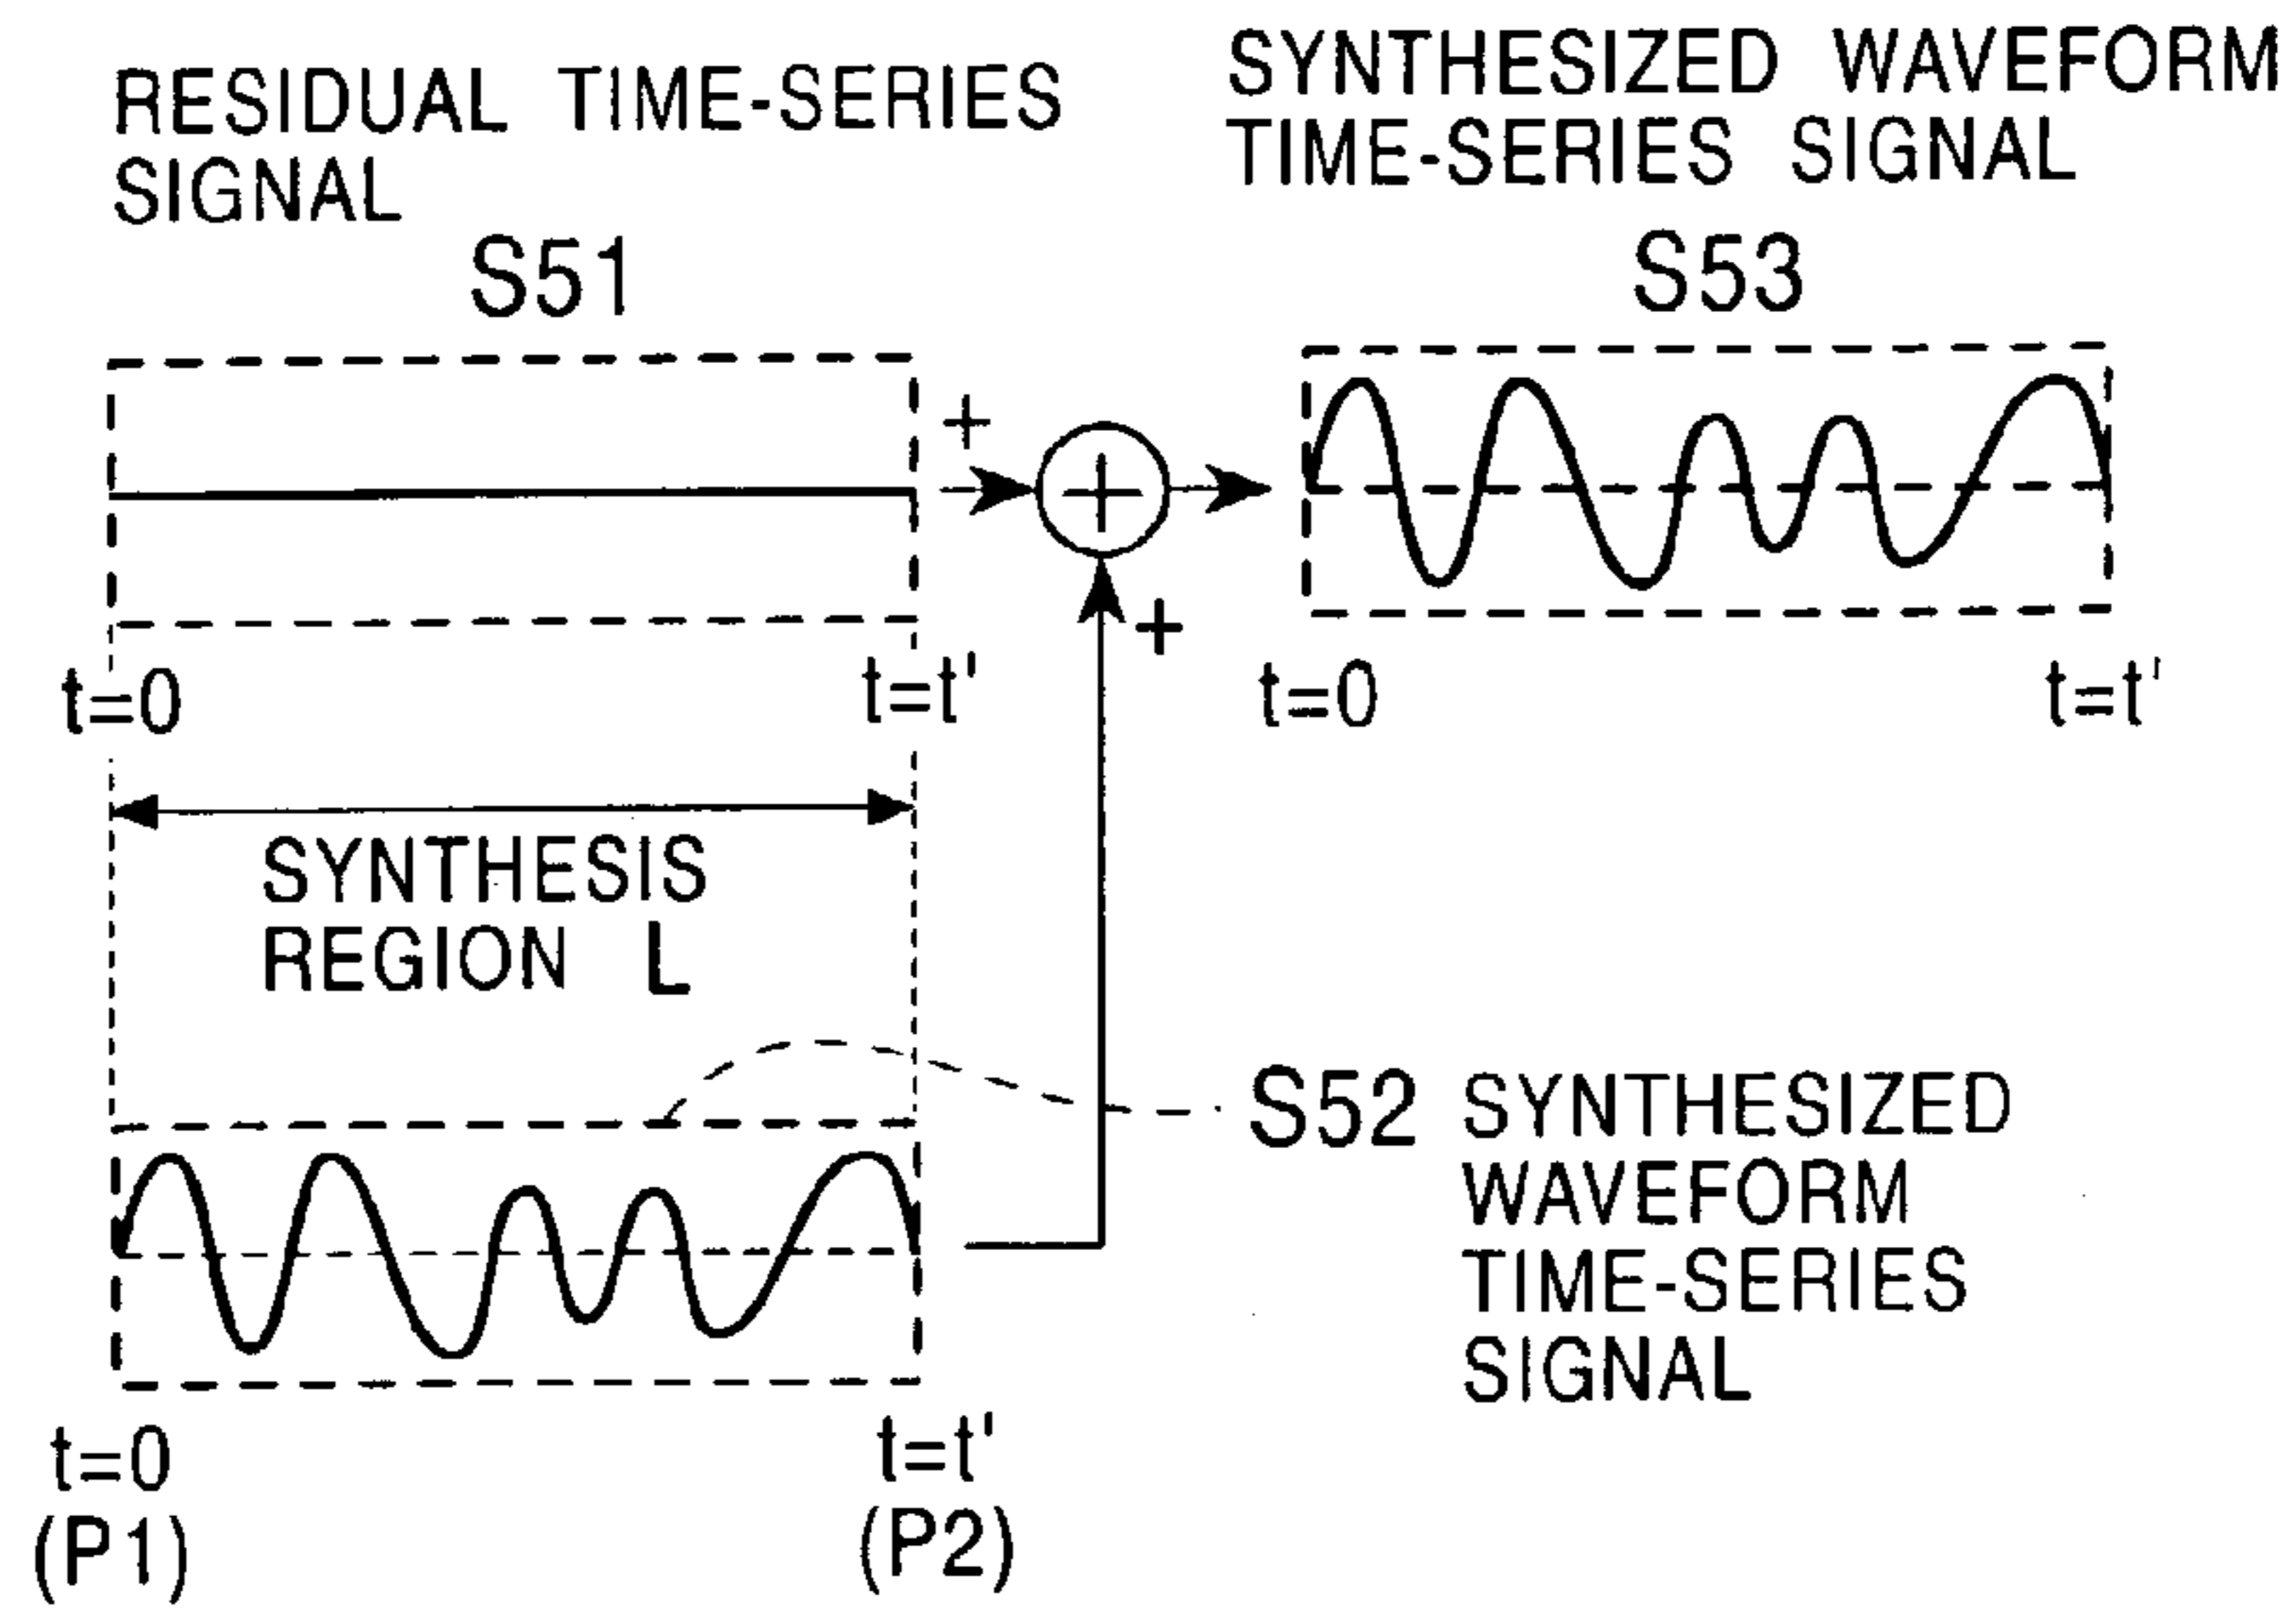 RESIDUAL TIME-SERIES
SIGNAL
S51
SYNTHESIZED WAVEFORM
TIME-SERIES SIGNAL
S53
+
+
+
t=0
t=t'
t=0
t=t'
SYNTHESIS
REGION L
S52 SYNTHESIZED
WAVEFORM
TIME-SERIES
SIGNAL
t=0
(P1)
t=t'
(P2)